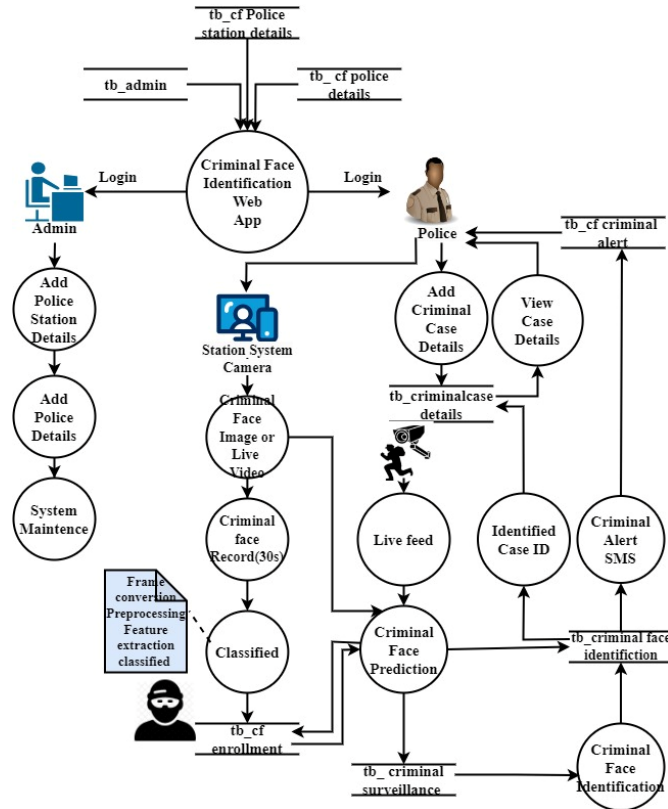 tb_cf Police
station details
tb_admin
tb_ cf police
details
Criminal Face
Identification
Web
App
Login
Login
Admin
Police
tb_cf criminal
alert
Add
Police
Station
Details
Add
Criminal
Case
Details
View
Case
Details
Station System
Camera
tb_criminalcase
details
Add
Police
Details
Criminal
Face
Image or
Live
Video
System
Maintence
Criminal
face
Record(30s)
Live feed
Identified
Case ID
Criminal
Alert
SMS
Frame
conversion
Preprocessing
Feature
extraction
classified
Classified
Criminal
Face
Prediction
tb_criminal face
identifiction
tb_cf
enrollment
tb_ criminal
surveillance
Criminal
Face
Identification